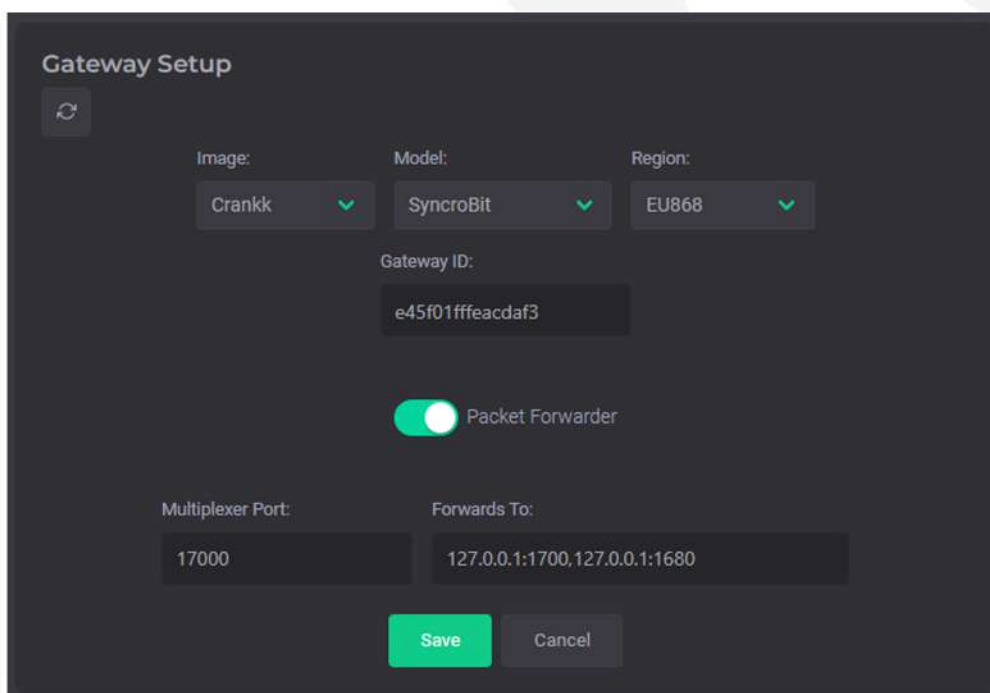 Gateway Setup
Image: Model: Region:
Crankk SyncroBit EU868
Gateway ID:
e45f01fffeacdaf3
Packet Forwarder
Multiplexer Port: Forwards To:
17000 127.0.0.1:1700,127.0.0.1:1680
Save Cancel